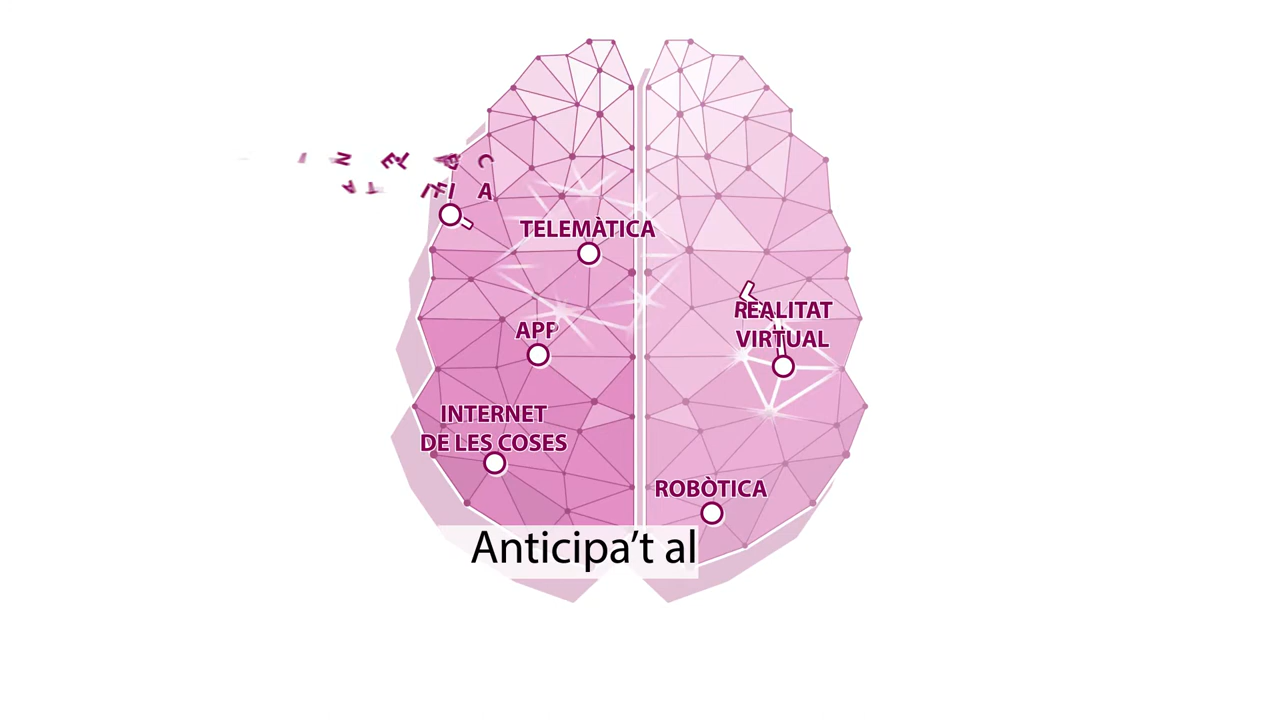 TELEMÀTICA
APP
REALITAT
VIRTUAL
INTERNET
DE LES COSES
ROBÒTICA
Anticipa’t al